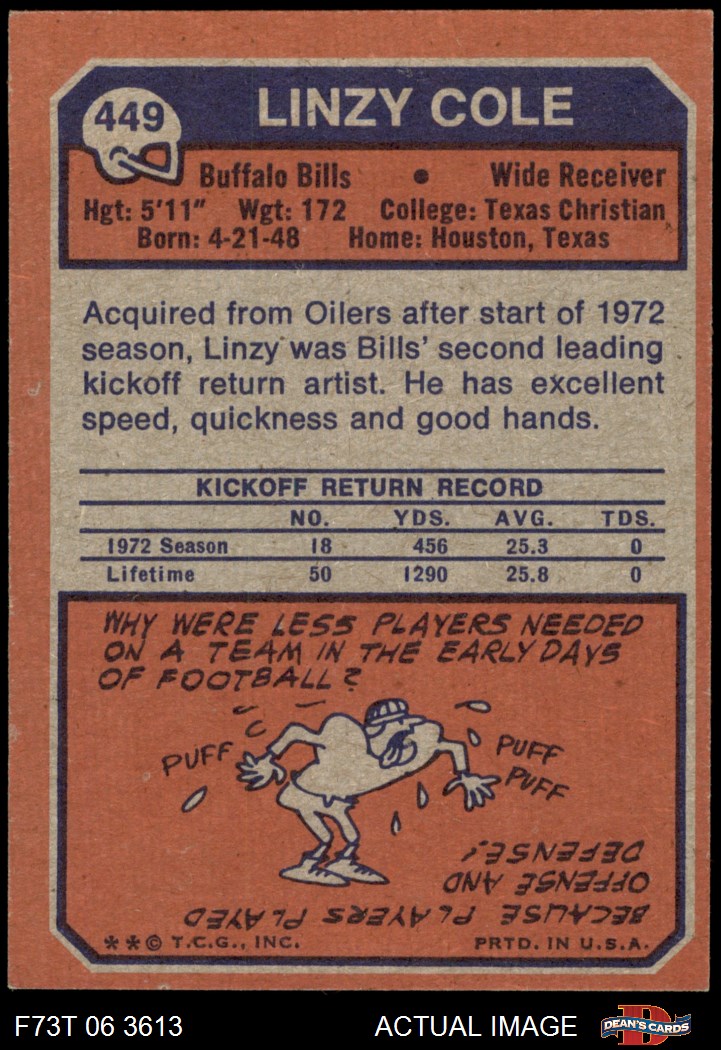 449
LINZY COLE
Buffalo Bills • Wide Receiver
Hgt: 5'11" Wgt: 172 College: Texas Christian
Born: 4-21-48 Home: Houston, Texas
Acquired from Oilers after start of 1972
season, Linzy was Bills' second leading
kickoff return artist. He has excellent
speed, quickness and good hands.
KICKOFF RETURN RECORD
NO. YDS. AVG. TDS.
1972 Season 18 456 25.3 0
Lifetime 50 1290 25.8 0
WHY WERE LESS PLAYERS NEEDED
ON A TEAM IN THE EARLY DAYS
OF FOOTBALL?
PUFF
PUFF
PUFF
BECAUSE PLAYERS PLAYED
OFFENSE AND
DEFENSE!
**© T.C.G., INC. PRTD. IN U.S.A.
F73T 06 3613 ACTUAL IMAGE
D
DEAN'S CARDS